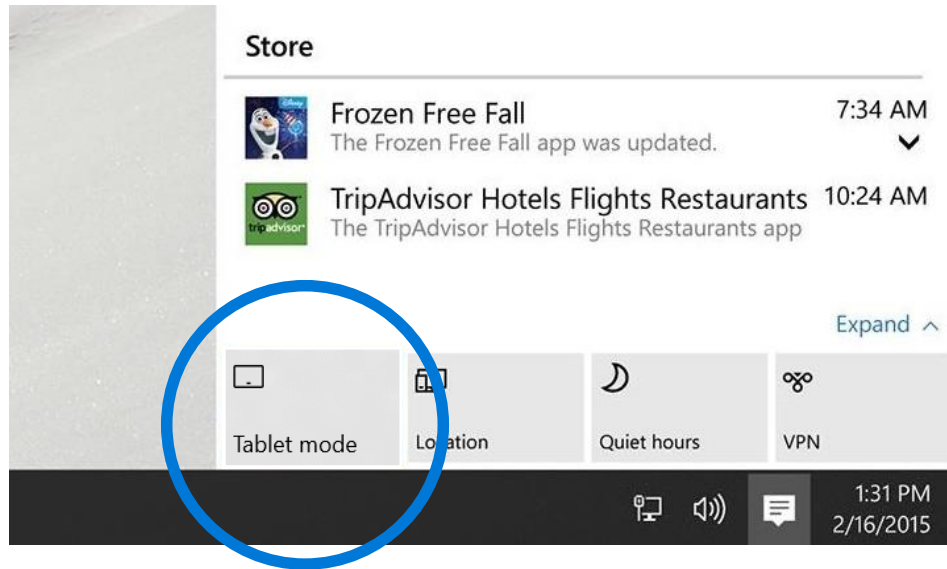 Store
Frozen Free Fall 7:34 AM
The Frozen Free Fall app was updated.
TripAdvisor Hotels Flights Restaurants 10:24 AM
The TripAdvisor Hotels Flights Restaurants app
tripadvisor
Expand
Tablet mode
Location
Quiet hours
VPN
1:31 PM
2/16/2015